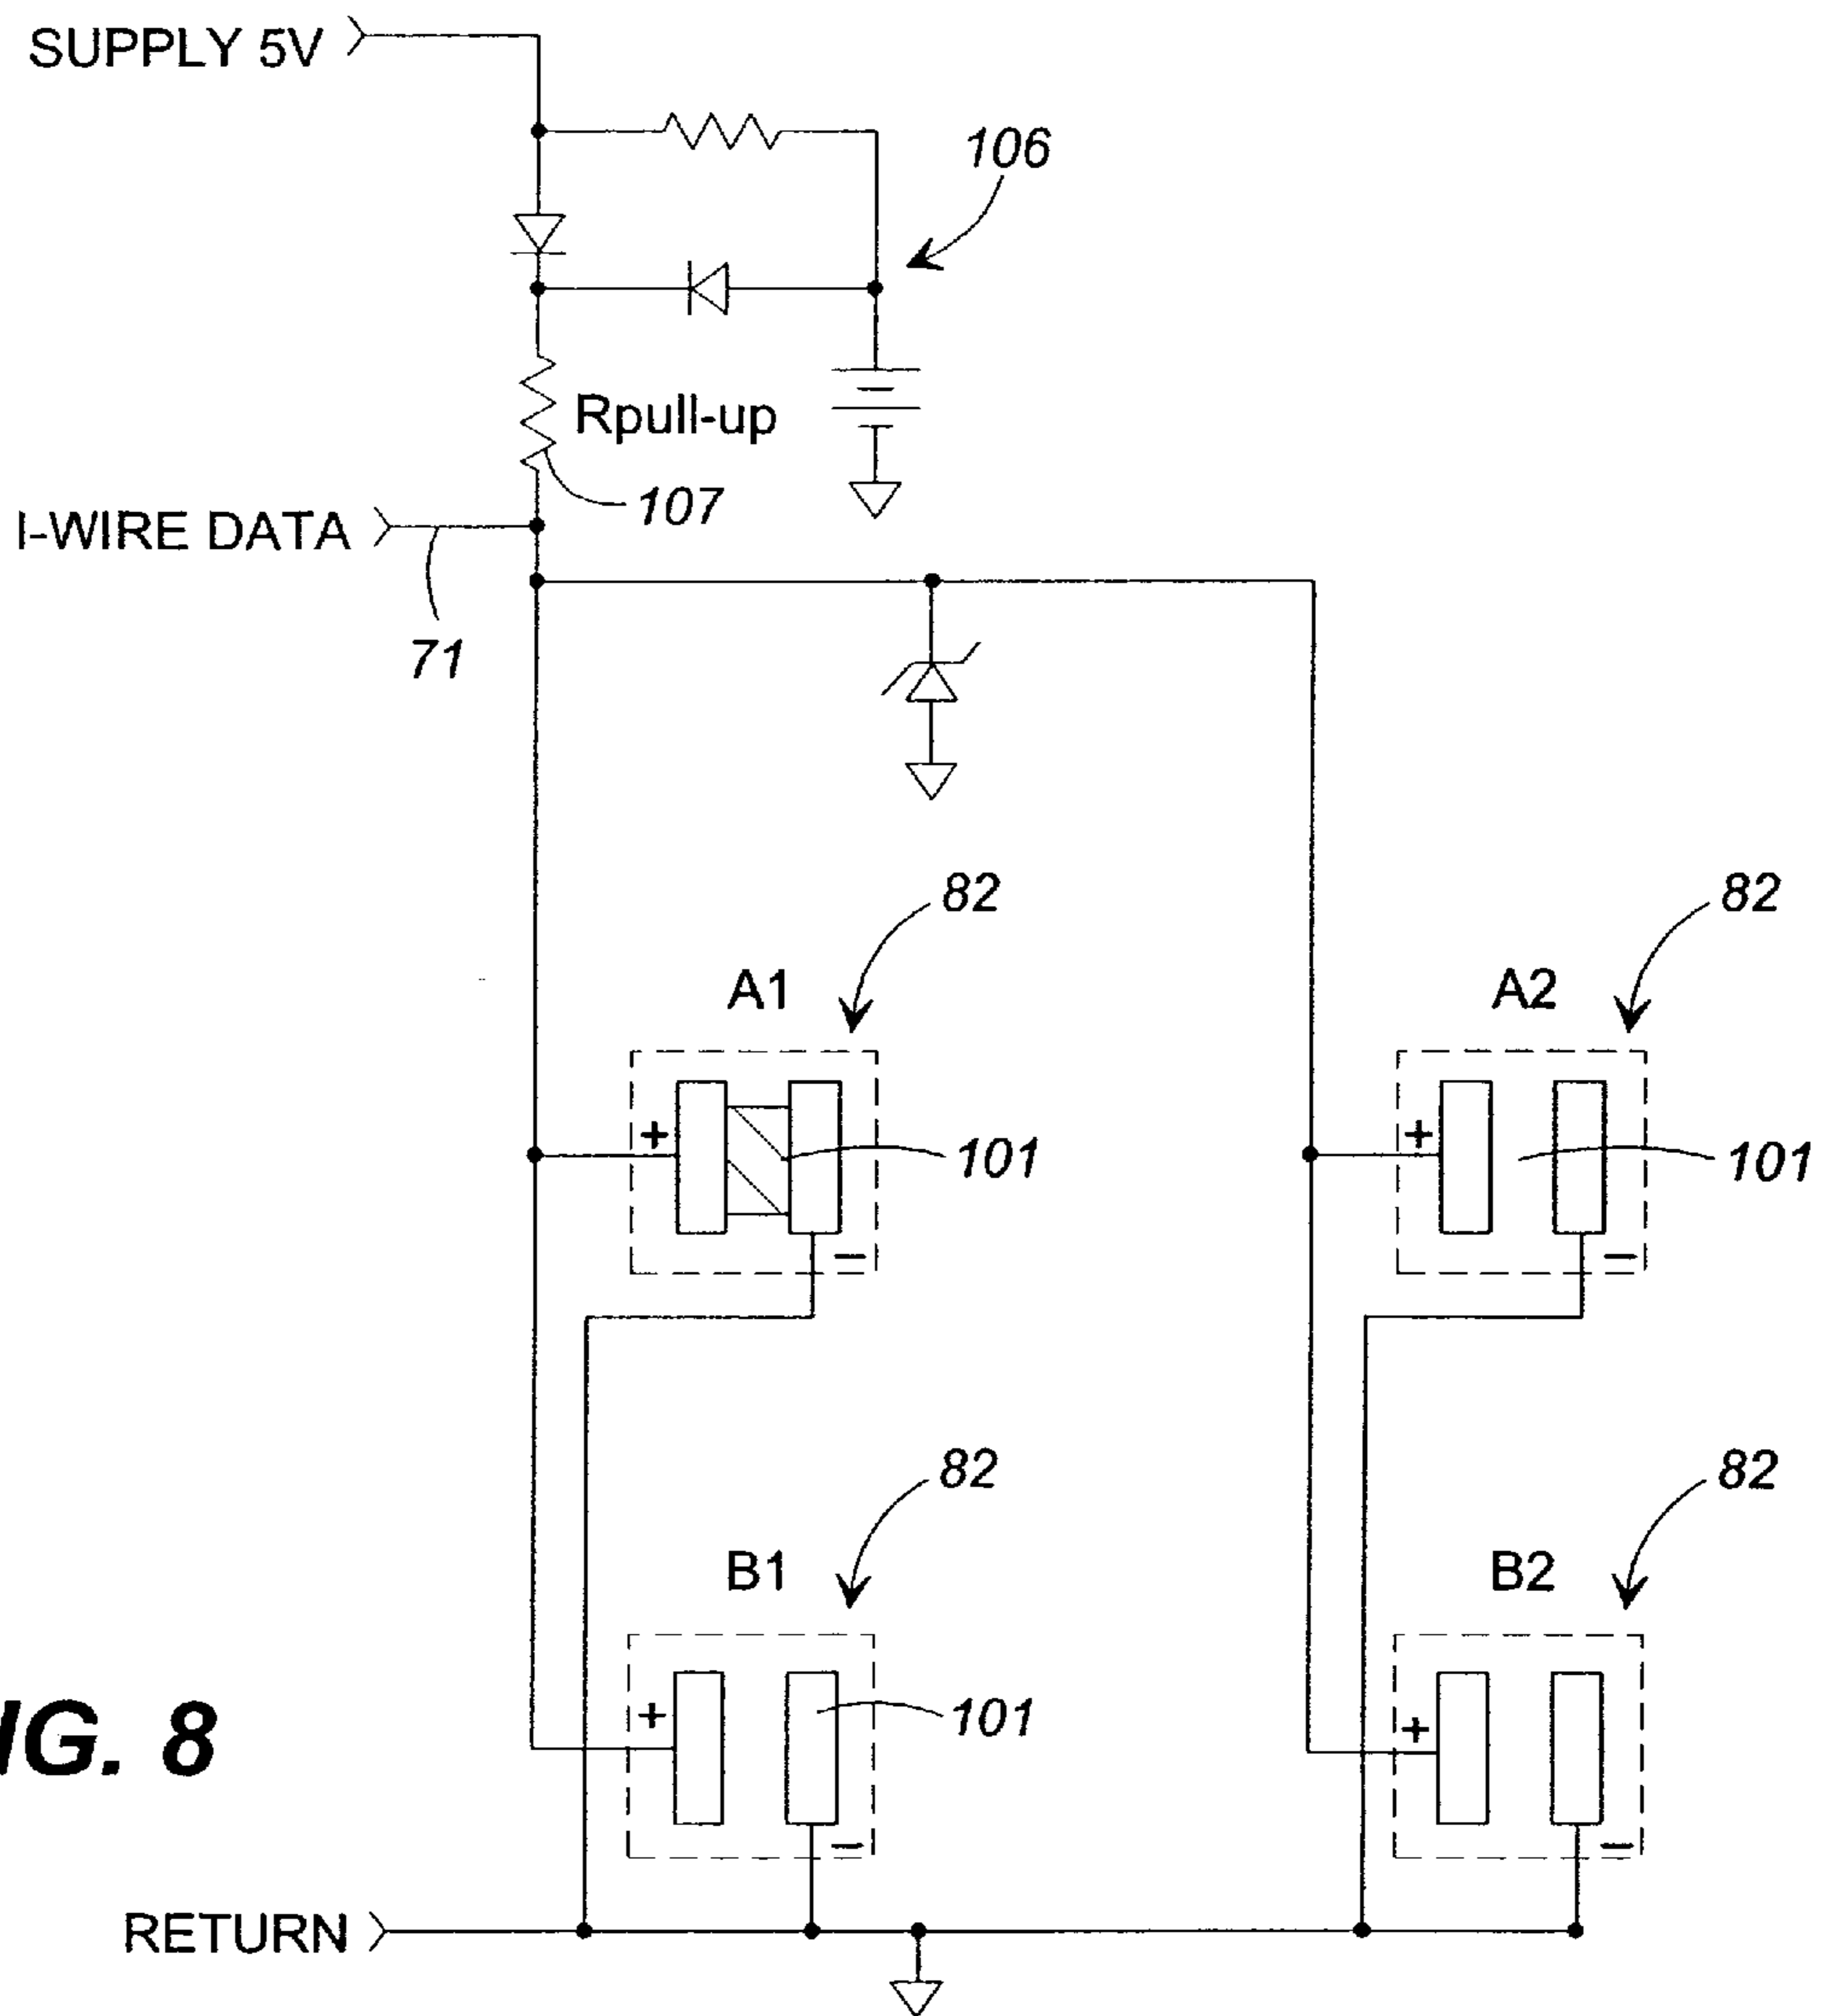 SUPPLY 5V
106
Rpull-up
107
I-WIRE DATA
71
82
82
A1
A2
+
+
101
101
−
−
82
82
B1
B2
+
+
101
−
−
IG. 8
RETURN